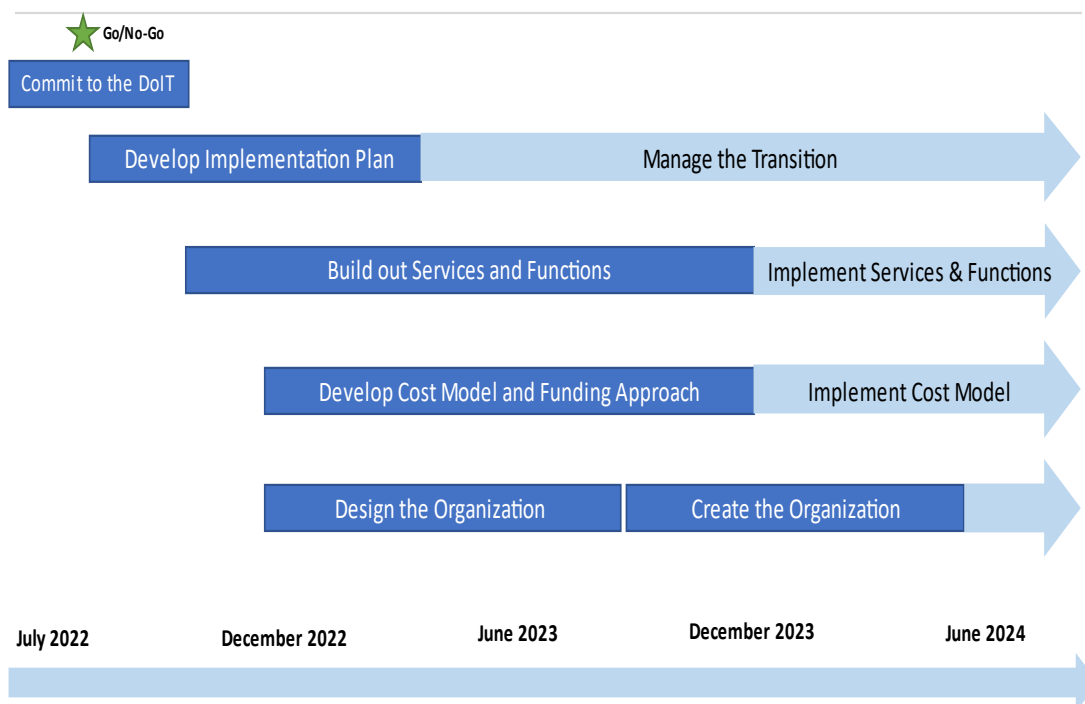 Go/No-Go
Commit to the DoIT
Develop Implementation Plan
Manage the Transition
Build out Services and Functions
Implement Services & Functions
Develop Cost Model and Funding Approach
Implement Cost Model
Design the Organization
Create the Organization
July 2022
December 2022
June 2023
December 2023
June 2024